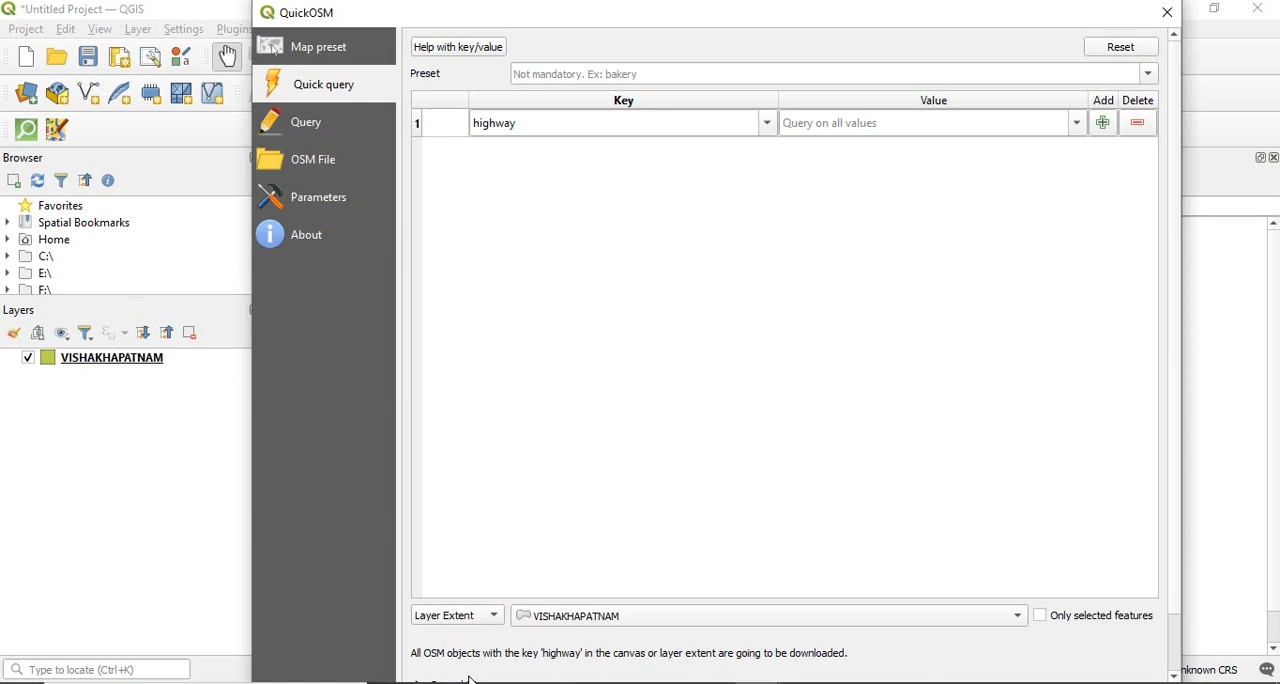 *Untitled Project — QGIS
Project Edit View Layer Settings Plugins
Browser
Favorites
Spatial Bookmarks
Home
C:\
E:\
F:\
Layers
VISHAKHAPATNAM
Type to locate (Ctrl+K)
QuickOSM
Map preset
Quick query
Query
OSM File
Parameters
About
Help with key/value
Reset
Preset
Not mandatory. Ex: bakery
Key Value Add Delete
1 highway Query on all values
Layer Extent VISHAKHAPATNAM Only selected features
All OSM objects with the key 'highway' in the canvas or layer extent are going to be downloaded.
nknown CRS